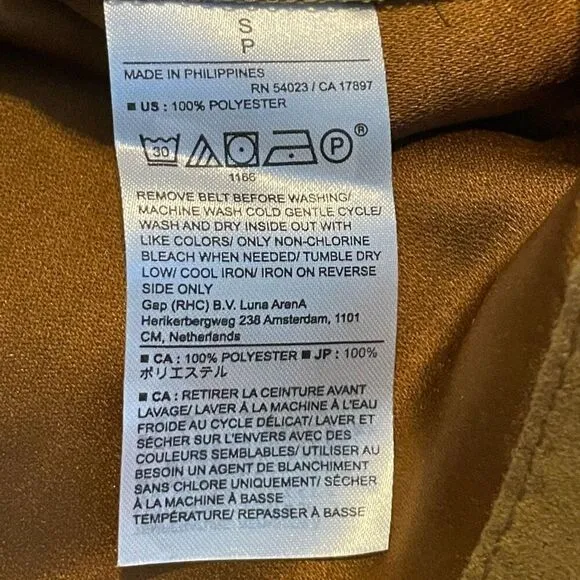 S
P
MADE IN PHILIPPINES
RN 54023 / CA 17897
■ US : 100% POLYESTER
30 P ®
1166
REMOVE BELT BEFORE WASHING/
MACHINE WASH COLD GENTLE CYCLE/
WASH AND DRY INSIDE OUT WITH
LIKE COLORS/ ONLY NON-CHLORINE
BLEACH WHEN NEEDED/ TUMBLE DRY
LOW/ COOL IRON/ IRON ON REVERSE
SIDE ONLY
Gap (RHC) B.V. Luna ArenA
Herikerbergweg 238 Amsterdam, 1101
CM, Netherlands
■ CA : 100% POLYESTER ■ JP : 100%
ポリエステル
■ CA : RETIRER LA CEINTURE AVANT
LAVAGE/ LAVER À LA MACHINE À L'EAU
FROIDE AU CYCLE DÉLICAT/ LAVER ET
SÉCHER SUR L'ENVERS AVEC DES
COULEURS SEMBLABLES/ UTILISER AU
BESOIN UN AGENT DE BLANCHIMENT
SANS CHLORE UNIQUEMENT/ SÉCHER
À LA MACHINE À BASSE
TEMPÉRATURE/ REPASSER À BASSE